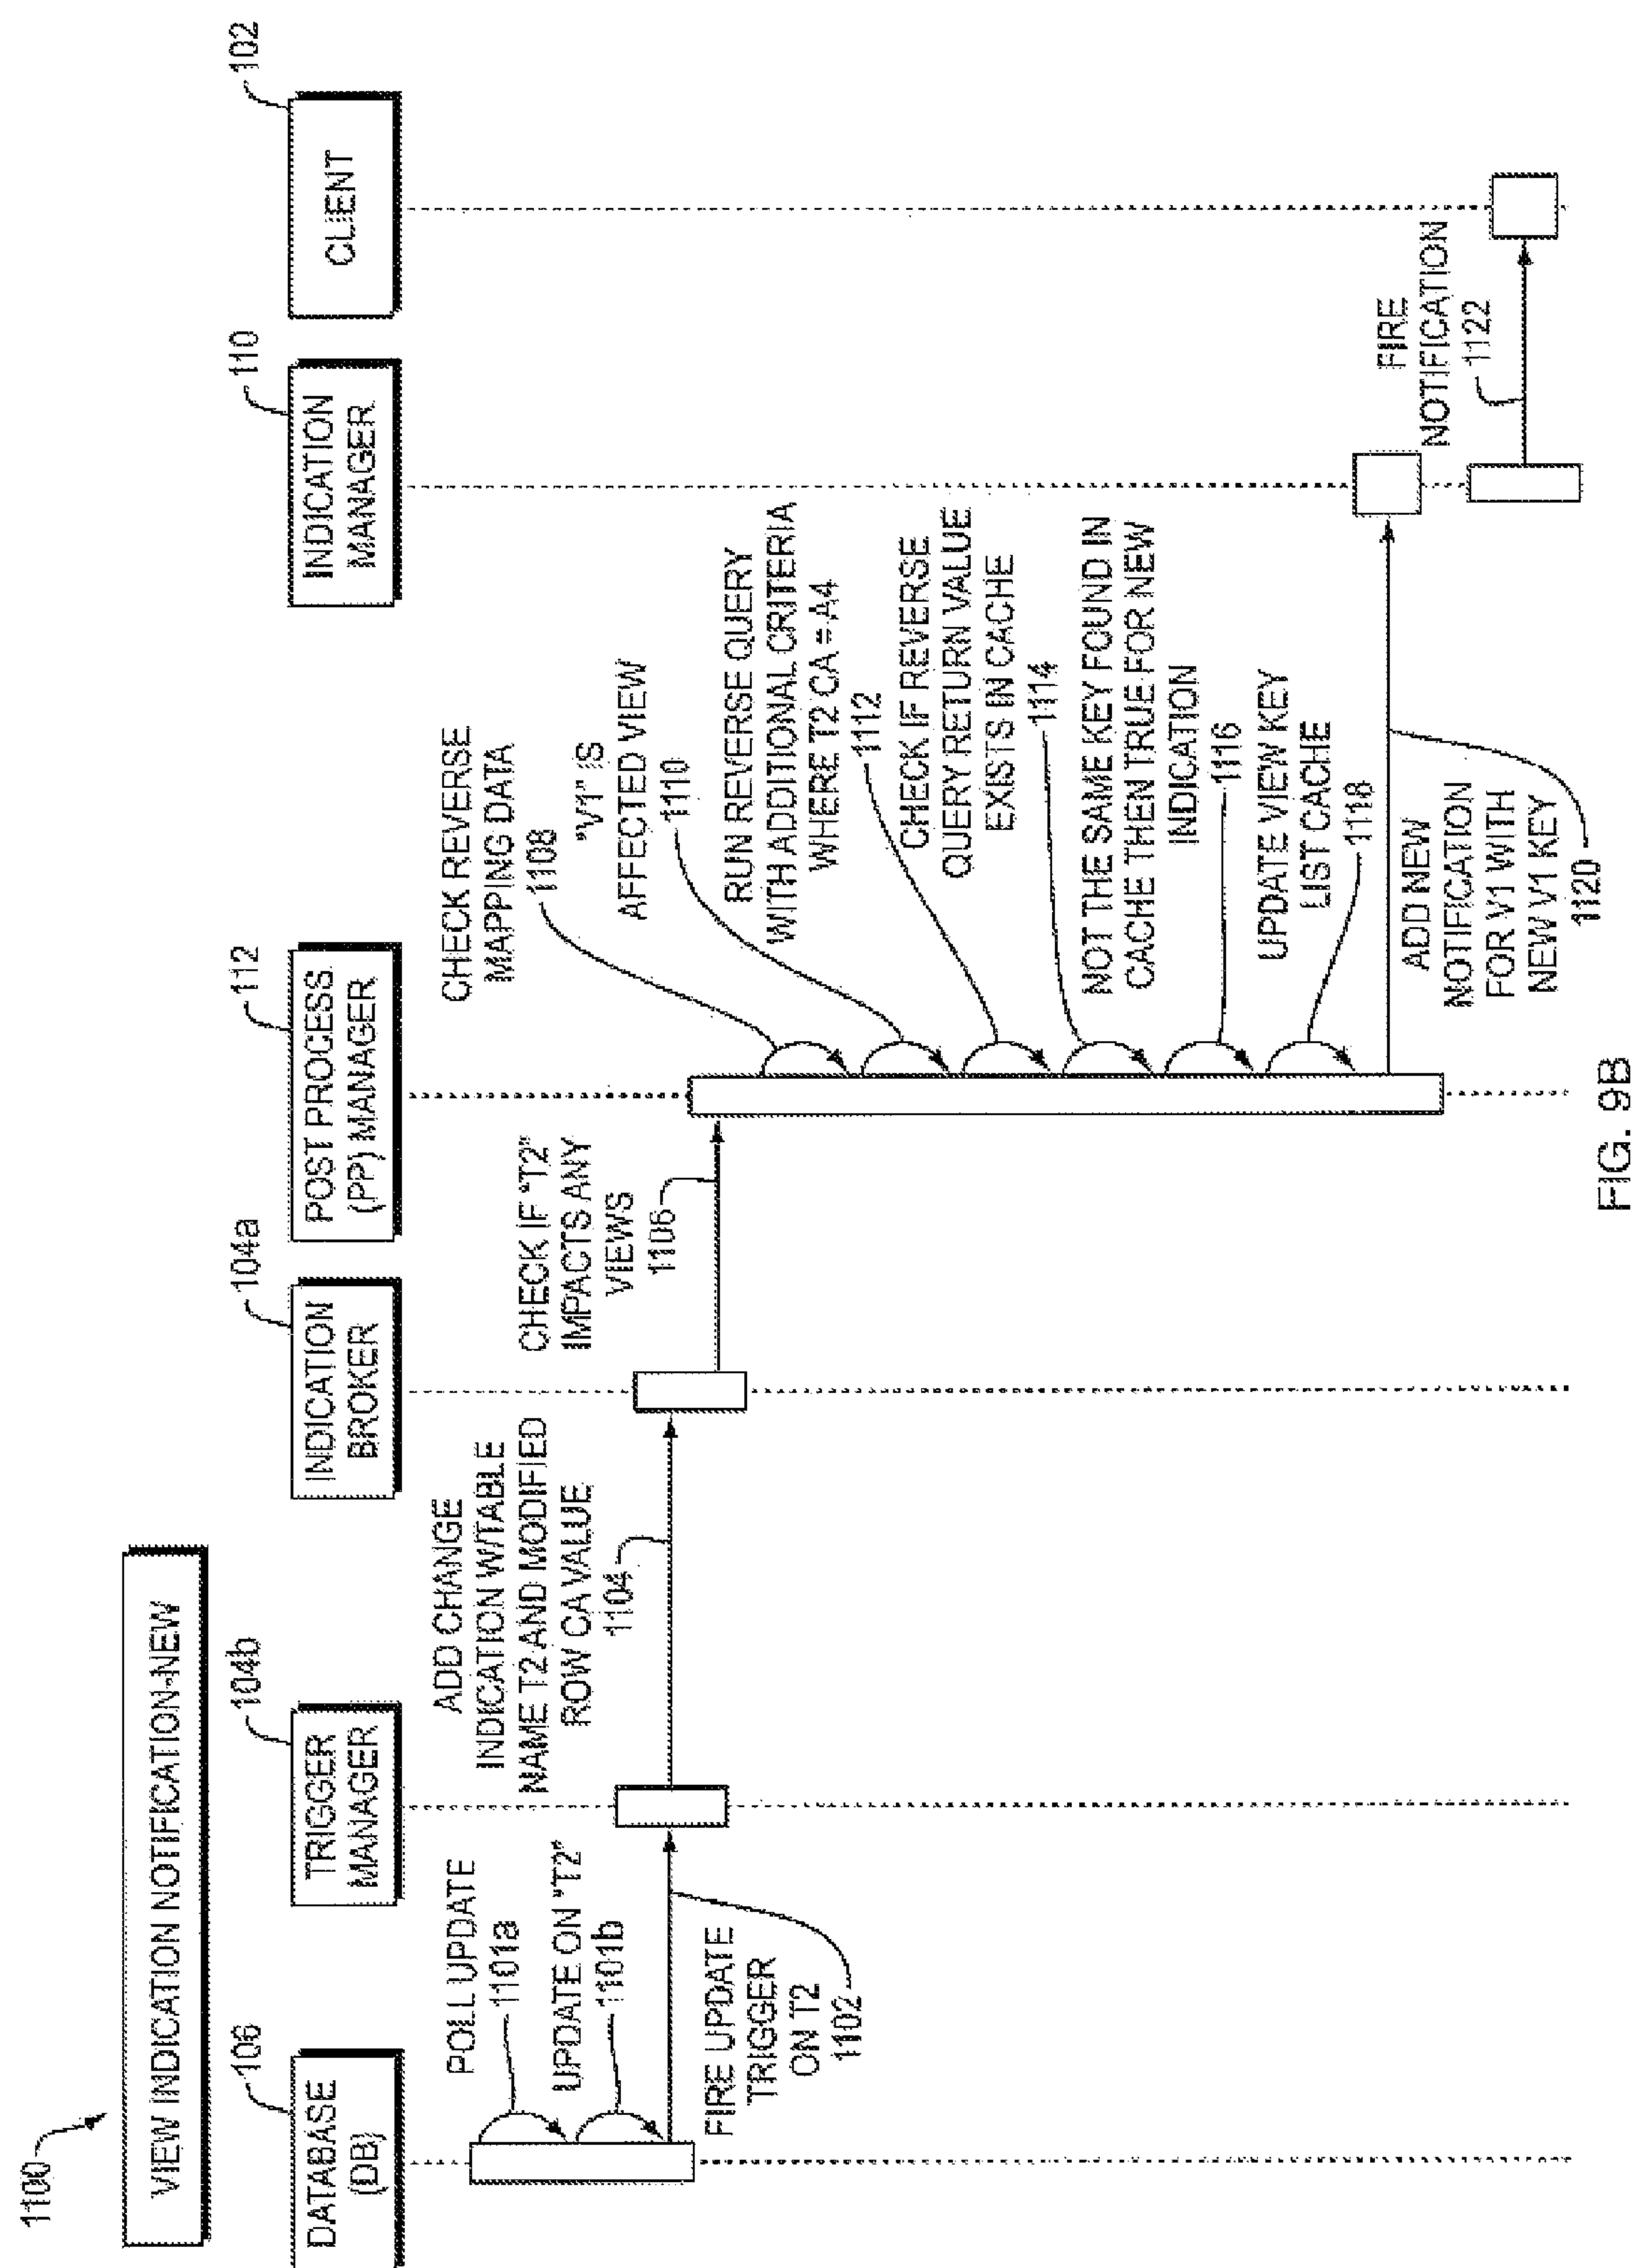 1100
VIEW INDICATION NOTIFICATION-NEW
106
DATABASE
(DB)
104b
TRIGGER
MANAGER
104a
INDICATION
BROKER
112
POST PROCESS
(PP) MANAGER
110
INDICATION
MANAGER
102
CLIENT
POLL UPDATE
1101a
UPDATE ON "T2"
1101b
FIRE UPDATE
TRIGGER
ON T2
1102
ADD CHANGE
INDICATION W/TABLE
NAME T2 AND MODIFIED
ROW CA VALUE
1104
CHECK IF "T2"
IMPACTS ANY
VIEWS
1106
CHECK REVERSE
MAPPING DATA
1108
"V1" IS
AFFECTED VIEW
1110
RUN REVERSE QUERY
WITH ADDITIONAL CRITERIA
WHERE T2 CA = A4
1112
CHECK IF REVERSE
QUERY RETURN VALUE
EXISTS IN CACHE
1114
NOT THE SAME KEY FOUND IN
CACHE THEN TRUE FOR NEW
INDICATION
1116
UPDATE VIEW KEY
LIST CACHE
1118
ADD NEW
NOTIFICATION
FOR V1 WITH
NEW V1 KEY
1120
FIRE
NOTIFICATION
1122
FIG. 9B